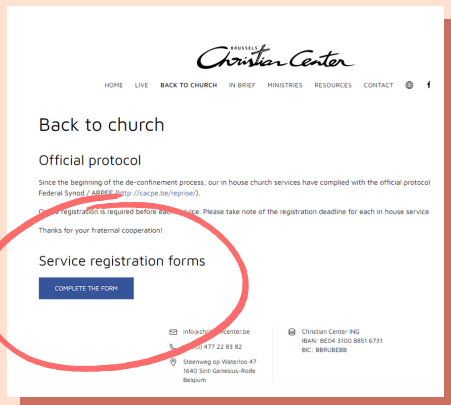 BRUSSELS
Christian Center
HOME LIVE BACK TO CHURCH IN BRIEF MINISTRIES RESOURCES CONTACT
Back to church
Official protocol
Since the beginning of the de-confinement process, our in house church services have complied with the official protocol
Federal Synod / ARPEE (http://cacpe.be/reprise/).
registration is required before each service. Please take note of the registration deadline for each in house service
Thanks for your fraternal cooperation!
Service registration forms
COMPLETE THE FORM
Christian Center ING
477 22 83 82
IBAN: BE04 3100 8851 6731
BIC: BBRUBEBB
Steenweg op Waterloo 47
1640 Sint-Genesius-Rode
Belgium